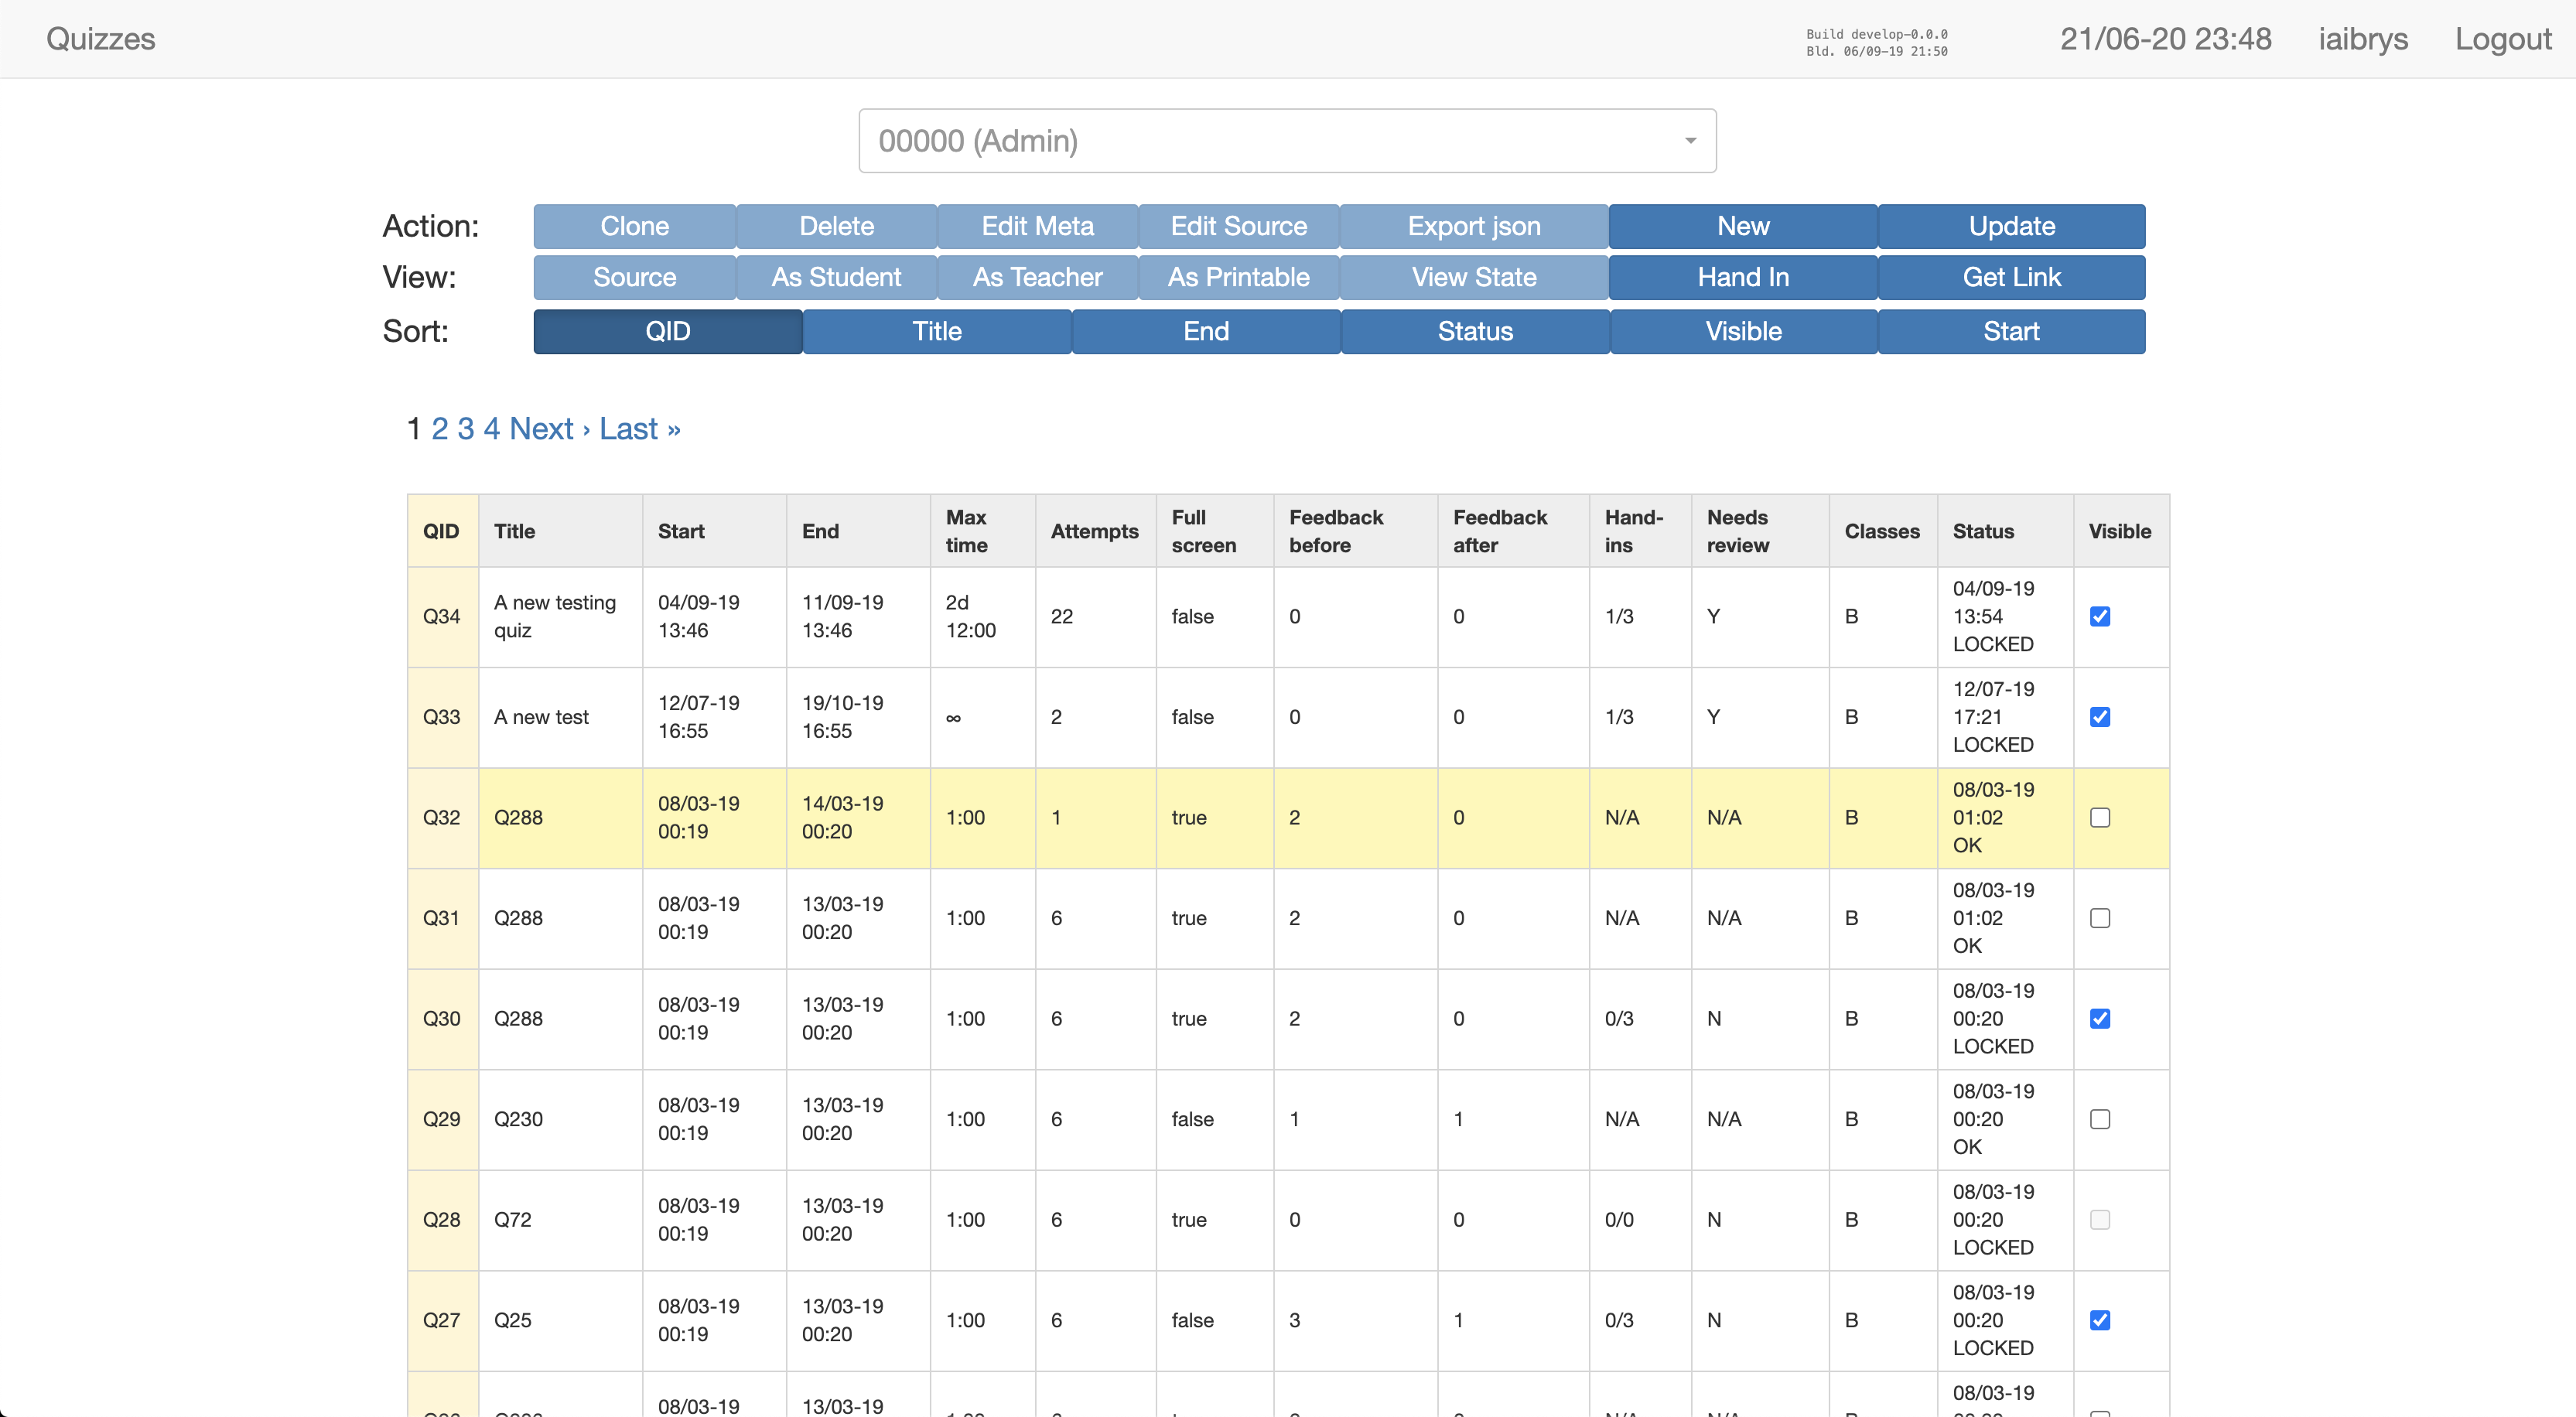 Quizzes
Build develop-0.0.0
Bld. 06/09-19 21:50
21/06-20 23:48 iaibrys Logout
00000 (Admin)
Action: Clone Delete Edit Meta Edit Source Export json New Update
View: Source As Student As Teacher As Printable View State Hand In Get Link
Sort: QID Title End Status Visible Start
1 2 3 4 Next › Last »
QID Title Start End Max time Attempts Full screen Feedback before Feedback after Hand-ins Needs review Classes Status Visible
Q34 A new testing quiz 04/09-19 13:46 11/09-19 13:46 2d 12:00 22 false 0 0 1/3 Y B 04/09-19 13:54 LOCKED
Q33 A new test 12/07-19 16:55 19/10-19 16:55 ∞ 2 false 0 0 1/3 Y B 12/07-19 17:21 LOCKED
Q32 Q288 08/03-19 00:19 14/03-19 00:20 1:00 1 true 2 0 N/A N/A B 08/03-19 01:02 OK
Q31 Q288 08/03-19 00:19 13/03-19 00:20 1:00 6 true 2 0 N/A N/A B 08/03-19 01:02 OK
Q30 Q288 08/03-19 00:19 13/03-19 00:20 1:00 6 true 2 0 0/3 N B 08/03-19 00:20 LOCKED
Q29 Q230 08/03-19 00:19 13/03-19 00:20 1:00 6 false 1 1 N/A N/A B 08/03-19 00:20 OK
Q28 Q72 08/03-19 00:19 13/03-19 00:20 1:00 6 true 0 0 0/0 N B 08/03-19 00:20 LOCKED
Q27 Q25 08/03-19 00:19 13/03-19 00:20 1:00 6 false 3 1 0/3 N B 08/03-19 00:20 LOCKED
08/03-19 13/03-19 08/03-19